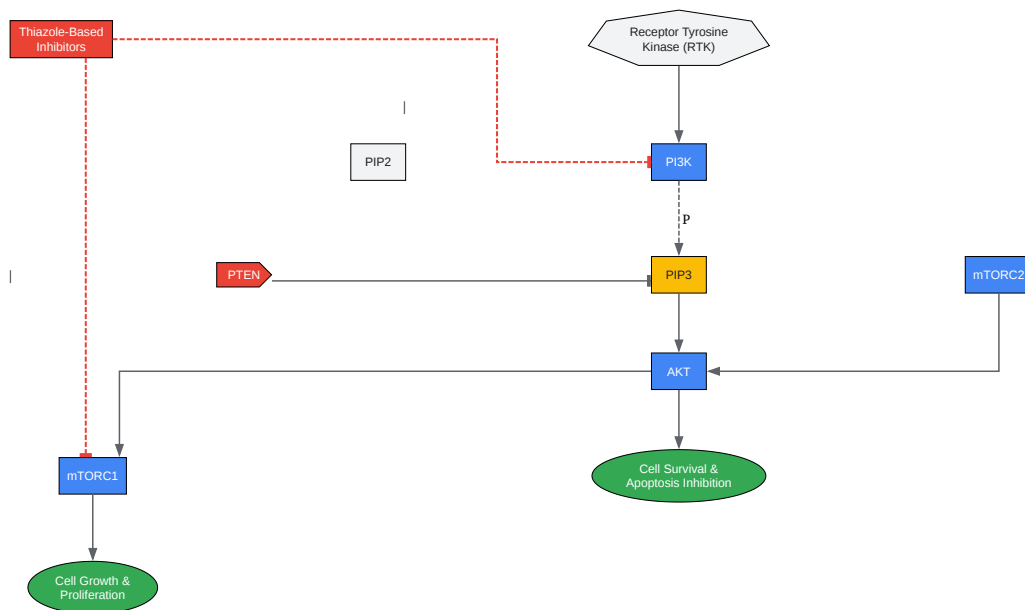 Thiazole-Based
Inhibitors
Receptor Tyrosine
Kinase (RTK)
PIP2
PI3K
P
PTEN
PIP3
mTORC2
AKT
mTORC1
Cell Survival &
Apoptosis Inhibition
Cell Growth &
Proliferation